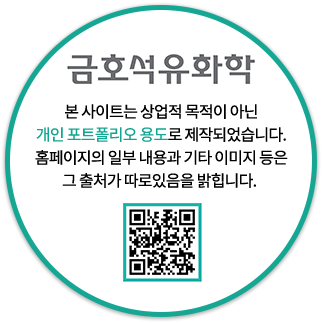 금호석유화학
본 사이트는 상업적 목적이 아닌
개인 포트폴리오 용도로 제작되었습니다.
홈페이지의 일부 내용과 기타 이미지 등은
그 출처가 따로있음을 밝힙니다.